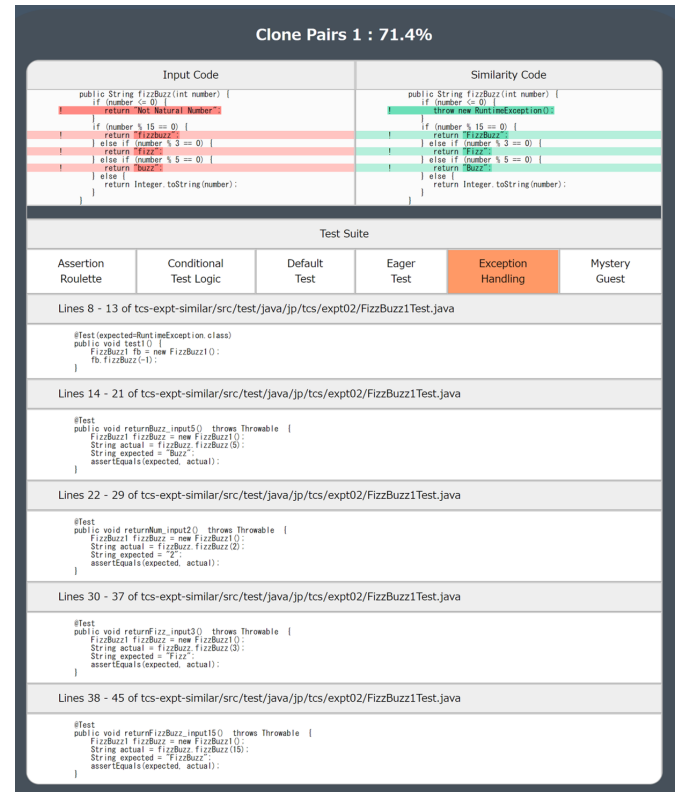 Clone Pairs 1 : 71.4%
Input Code
Similarity Code
public String fizzBuzz(int number) {
if (number <= 0) {
! return "Not Natural Number";
}
if (number % 15 == 0) {
! return "fizzbuzz";
} else if (number % 3 == 0) {
! return "fizz";
} else if (number % 5 == 0) {
! return "buzz";
} else {
return Integer.toString(number);
}
}
public String fizzBuzz(int number) {
if (number <= 0) {
! throw new RuntimeException();
}
if (number % 15 == 0) {
! return "FizzBuzz";
} else if (number % 3 == 0) {
! return "Fizz";
} else if (number % 5 == 0) {
! return "Buzz";
} else {
return Integer.toString(number);
}
}
Test Suite
Assertion Roulette
Conditional Test Logic
Default Test
Eager Test
Exception Handling
Mystery Guest
Lines 8 - 13 of tcs-expt-similar/src/test/java/jp/tcs/expt02/FizzBuzz1Test.java
@Test(expected=RuntimeException.class)
public void test1() {
FizzBuzz1 fb = new FizzBuzz1();
fb.fizzBuzz(-1);
}
Lines 14 - 21 of tcs-expt-similar/src/test/java/jp/tcs/expt02/FizzBuzz1Test.java
@Test
public void returnBuzz_input5() throws Throwable {
FizzBuzz1 fizzBuzz = new FizzBuzz1();
String actual = fizzBuzz.fizzBuzz(5);
String expected = "Buzz";
assertEquals(expected, actual);
}
Lines 22 - 29 of tcs-expt-similar/src/test/java/jp/tcs/expt02/FizzBuzz1Test.java
@Test
public void returnNum_input2() throws Throwable {
FizzBuzz1 fizzBuzz = new FizzBuzz1();
String actual = fizzBuzz.fizzBuzz(2);
String expected = "2";
assertEquals(expected, actual);
}
Lines 30 - 37 of tcs-expt-similar/src/test/java/jp/tcs/expt02/FizzBuzz1Test.java
@Test
public void returnFizz_input3() throws Throwable {
FizzBuzz1 fizzBuzz = new FizzBuzz1();
String actual = fizzBuzz.fizzBuzz(3);
String expected = "Fizz";
assertEquals(expected, actual);
}
Lines 38 - 45 of tcs-expt-similar/src/test/java/jp/tcs/expt02/FizzBuzz1Test.java
@Test
public void returnFizzBuzz_input15() throws Throwable {
FizzBuzz1 fizzBuzz = new FizzBuzz1();
String actual = fizzBuzz.fizzBuzz(15);
String expected = "FizzBuzz";
assertEquals(expected, actual);
}